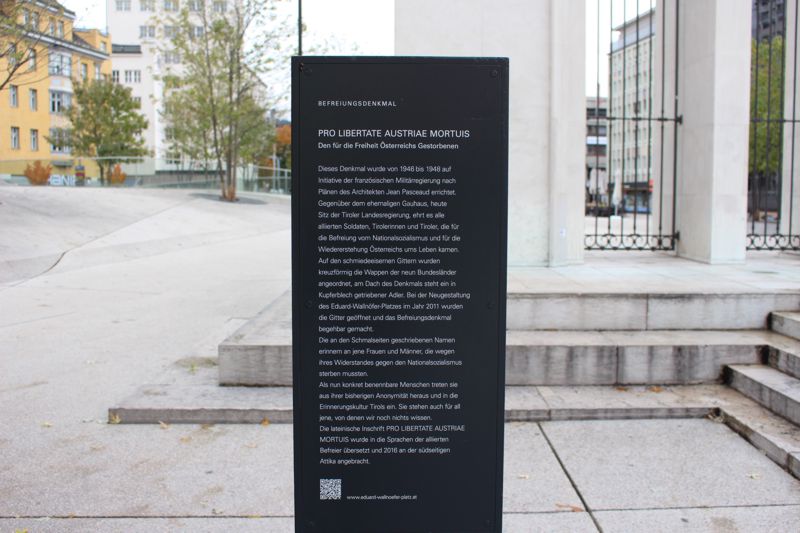 BEFREIUNGSDENKMAL
PRO LIBERTATE AUSTRIAE MORTUIS
Den für die Freiheit Österreichs Gestorbenen
Dieses Denkmal wurde von 1946 bis 1948 auf
Initiative der französischen Militärregierung nach
Plänen des Architekten Jean Pasceaud errichtet.
Gegenüber dem ehemaligen Gauhaus, heute
Sitz der Tiroler Landesregierung, ehrt es alle
alliierten Soldaten, Tirolerinnen und Tiroler, die für
die Befreiung vom Nationalsozialismus und für die
Wiedererstehung Österreichs ums Leben kamen.
Auf den schmiedeeisernen Gittern wurden
kreuzförmig die Wappen der neun Bundesländer
angeordnet, am Dach des Denkmals steht ein in
Kupferblech getriebener Adler. Bei der Neugestaltung
des Eduard-Wallnöfer-Platzes im Jahr 2011 wurden
die Gitter geöffnet und das Befreiungsdenkmal
begehbar gemacht.
Die an den Schmalseiten geschriebenen Namen
erinnern an jene Frauen und Männer, die wegen
ihres Widerstandes gegen den Nationalsozialismus
sterben mussten.
Als nun konkret benennbare Menschen treten sie
aus ihrer bisherigen Anonymität heraus und in die
Erinnerungskultur Tirols ein. Sie stehen auch für all
jene, von denen wir noch nichts wissen.
Die lateinische Inschrift PRO LIBERTATE AUSTRIAE
MORTUIS wurde in die Sprachen der alliierten
Befreier übersetzt und 2016 an der südseitigen
Attika angebracht.
www.eduard-wallnoefer-platz.at